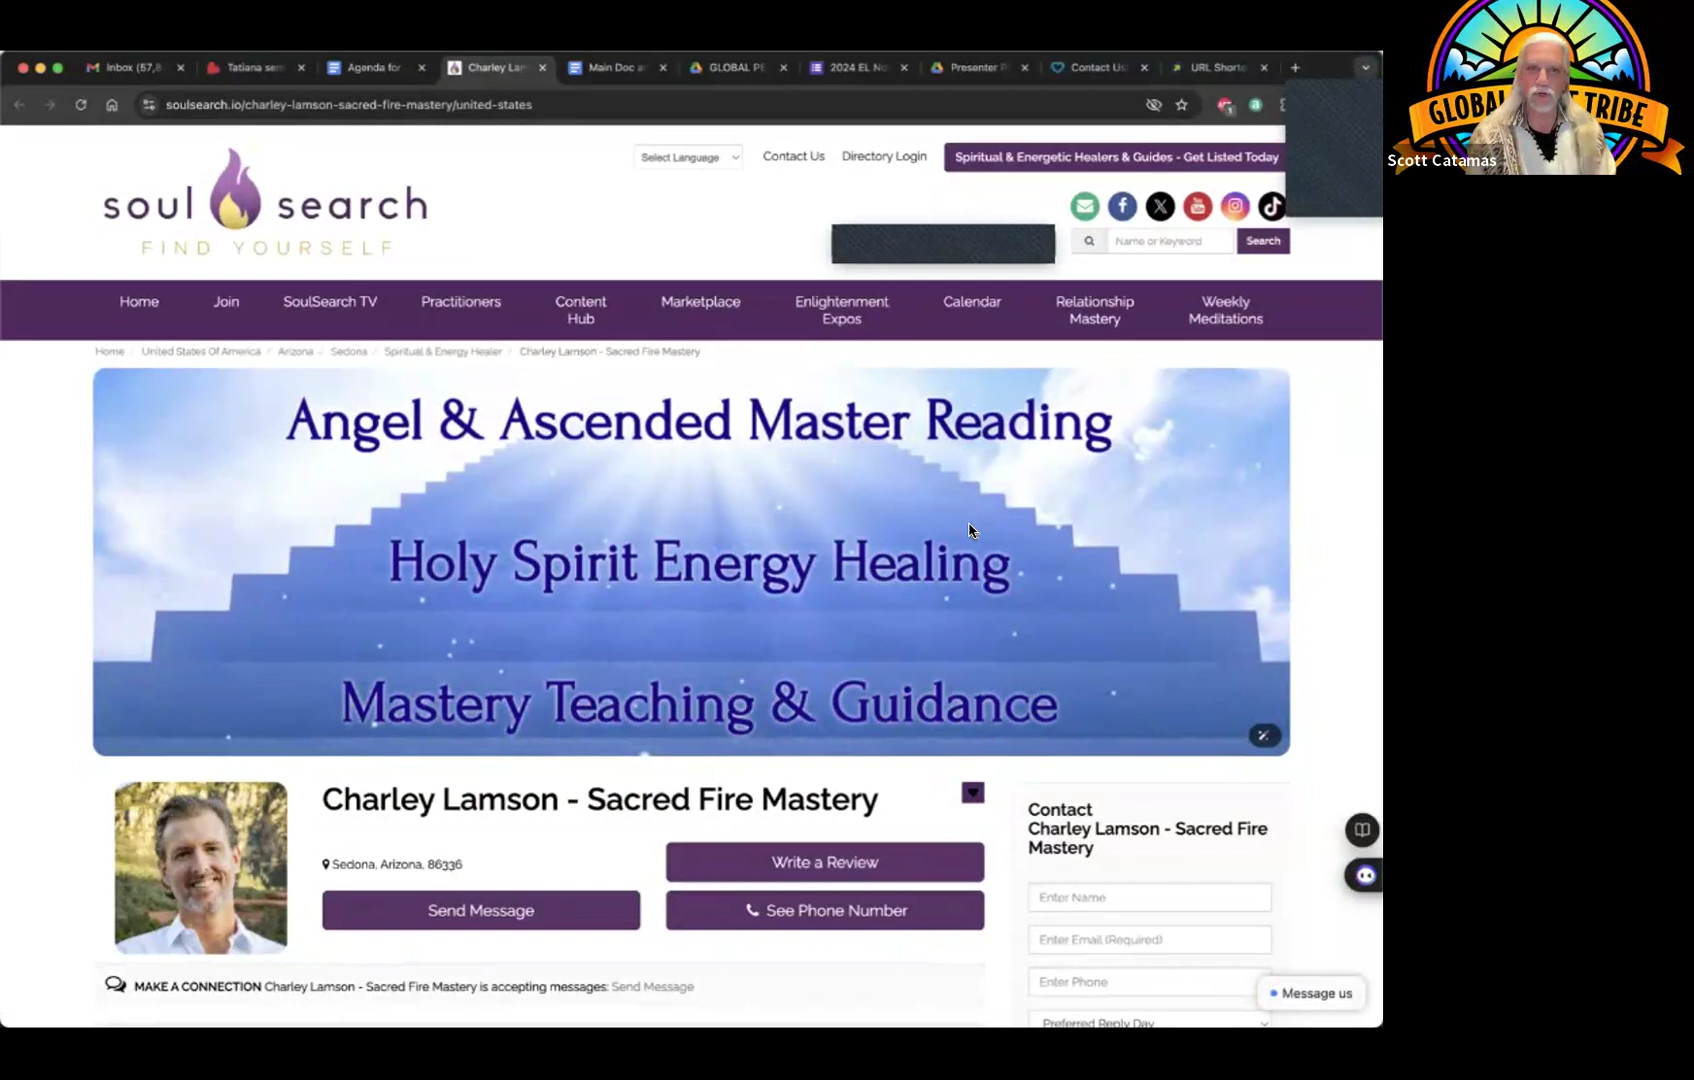 Inbox (57,8
Tatiana sem
Agenda for
Charley Lam
Main Doc a
GLOBAL PE
2024 EL No
Presenter P
Contact Us
URL Shorte
soulsearch.io/charley-lamson-sacred-fire-mastery/united-states
GLOBAL TRIBE
Scott Catamas
Select Language
Contact Us
Directory Login
Spiritual & Energetic Healers & Guides - Get Listed Today
soul search
FIND YOURSELF
Name or Keyword
Search
Home
Join
SoulSearch TV
Practitioners
Content
Hub
Marketplace
Enlightenment
Expos
Calendar
Relationship
Mastery
Weekly
Meditations
Home / United States Of America / Arizona / Sedona / Spiritual & Energy Healer / Charley Lamson - Sacred Fire Mastery
Angel & Ascended Master Reading
Holy Spirit Energy Healing
Mastery Teaching & Guidance
Charley Lamson - Sacred Fire Mastery
Sedona, Arizona, 86336
Write a Review
Send Message
See Phone Number
MAKE A CONNECTION Charley Lamson - Sacred Fire Mastery is accepting messages: Send Message
Contact
Charley Lamson - Sacred Fire
Mastery
Enter Name
Enter Email (Required)
Enter Phone
Preferred Reply Day
Message us